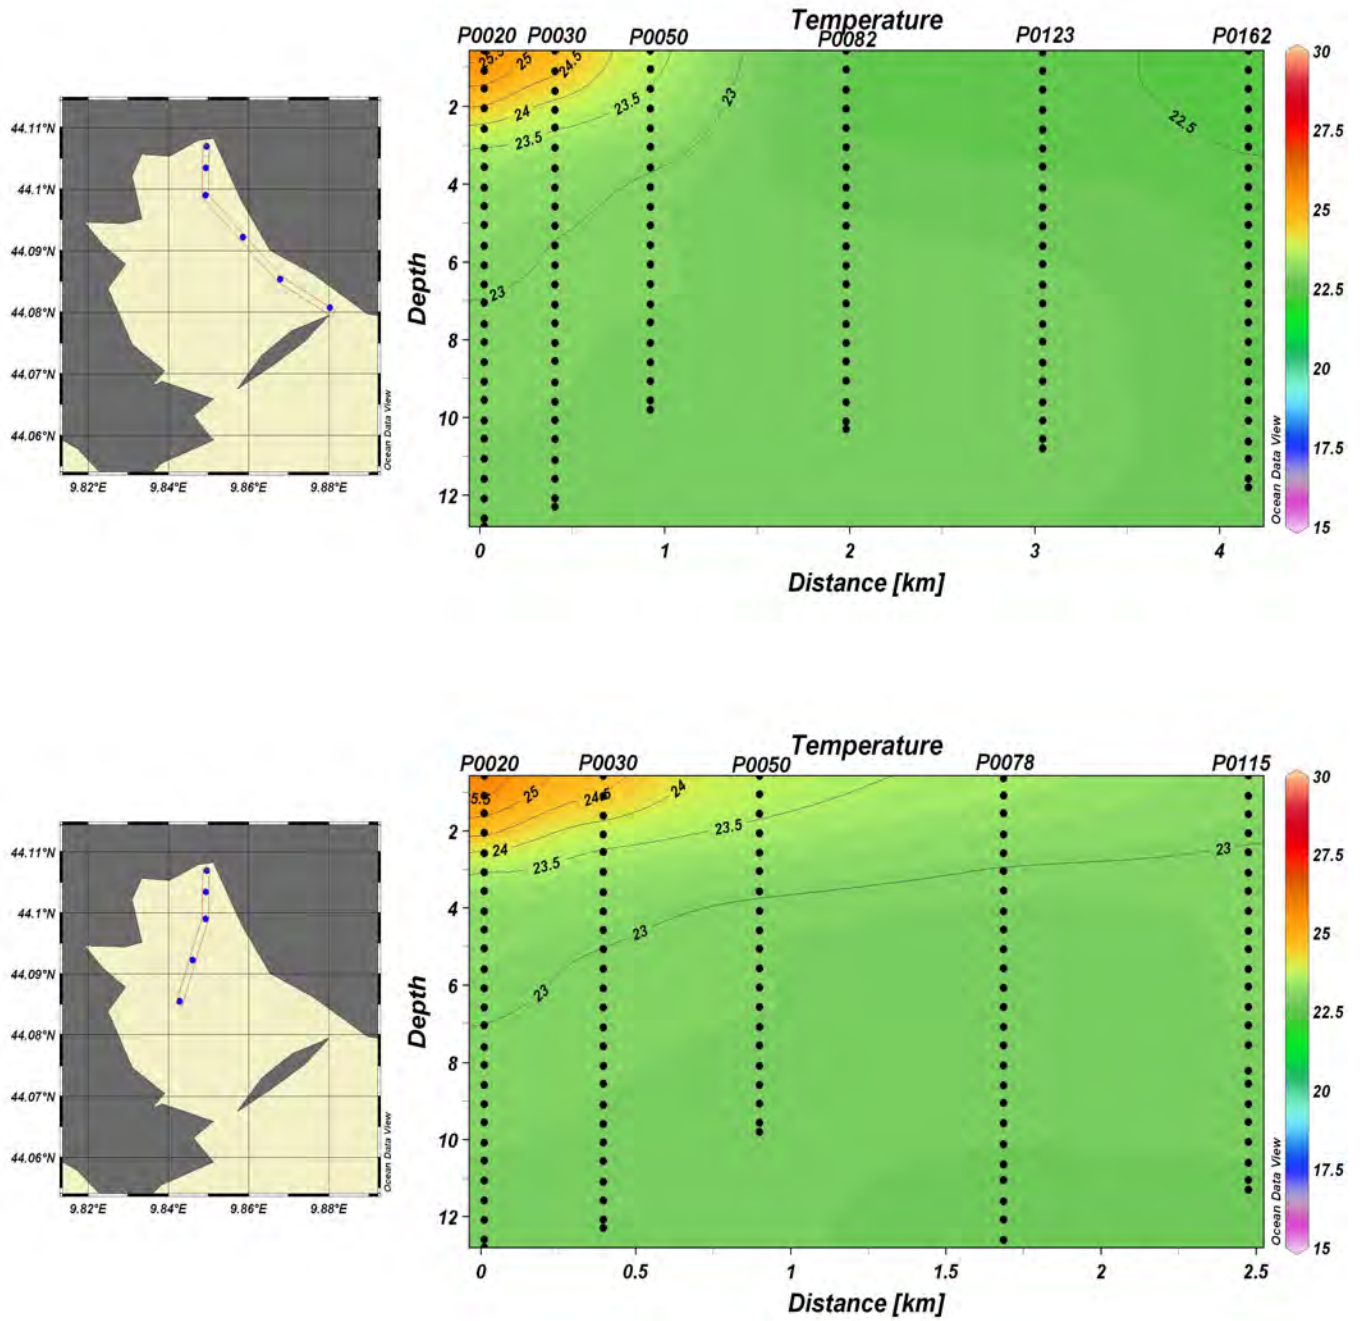 Temperature
P0020 P0030 P0050 P0082 P0123 P0162
25.5 25 24.5 24 23.5 23.5 23 23 22.5
2
4
6
8
10
12
Depth
0 1 2 3 4
Distance [km]
30
27.5
25
22.5
20
17.5
15
Ocean Data View
44.11°N
44.1°N
44.09°N
44.08°N
44.07°N
44.06°N
9.82°E 9.84°E 9.86°E 9.88°E
Ocean Data View
Temperature
P0020 P0030 P0050 P0078 P0115
5.5 25 24.5 24 24 23.5 23.5 23 23 23
2
4
6
8
10
12
Depth
0 0.5 1 1.5 2 2.5
Distance [km]
30
27.5
25
22.5
20
17.5
15
Ocean Data View
44.11°N
44.1°N
44.09°N
44.08°N
44.07°N
44.06°N
9.82°E 9.84°E 9.86°E 9.88°E
Ocean Data View